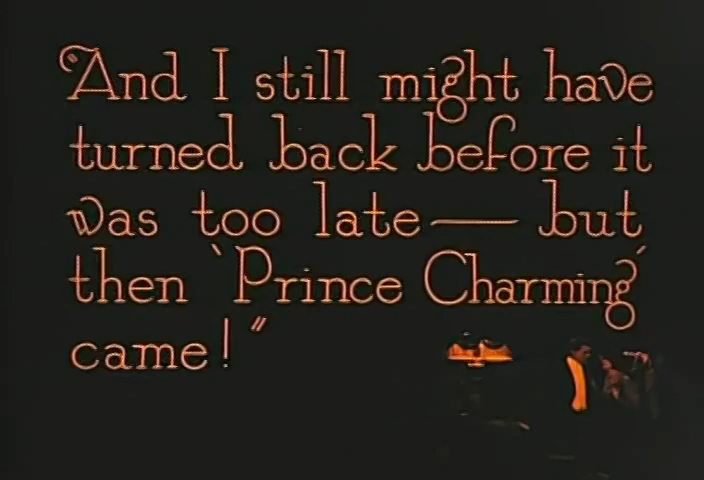 "And I still might have
turned back before it
was too late — but
then 'Prince Charming'
came!"